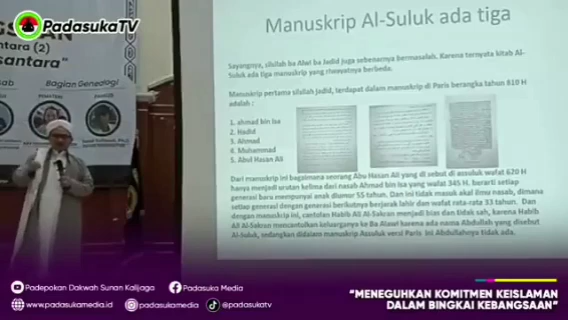 PadasukaTV
ntara (2)
santara"
ab
Bagian Geneologi
Manuskrip Al-Suluk ada tiga
Sayangnya, silsilah ba Alwi ba Jadid juga sebenarnya bermasalah. Karena ternyata kitab Al-
Suluk ada tiga manuskrip yang riwayatnya berbeda.
Manuskrip pertama silsilah jadid, terdapat dalam manuskrip di Paris berangka tahun 810 H
adalah :
1. ahmad bin isa
2. Hadid
3. Ahmad
4. Muhammad
5. Abul Hasan Ali
Dari manuskrip ini bagaimana seorang Abu Hasan Ali yang di sebut di assuluk wafat 620 H
hanya menjadi urutan kelima dari nasab Ahmad bin Isa yang wafat 345 H. berarti setiap
generasi baru mempunyai anak diumur 55 tahun. Dan ini tidak masuk akal ilmu nasab, dimana
setiap generasi dengan generasi berikutnya berjarak lahir dan wafat rata-rata 33 tahun. Dan
dengan manuskrip ini, cantolan Habib Ali Al-Sakran menjadi bias dan tidak sah, karena Habib
Ali Al-Sakran mencantolkan keluarganya ke Ba Alawi karena ada nama Abdullah yang disebut
Al-Suluk, sedangkan didalam manuskrip Assuluk versi Paris ini Abdullahnya tidak ada.
Padepokan Dakwah Sunan Kalijaga
Padasuka Media
www.padasukamedia.id
padasukamedia.id
padasukatv
"MENEGUHKAN KOMITMEN KEISLAMAN
DALAM BINGKAI KEBANGSAAN"